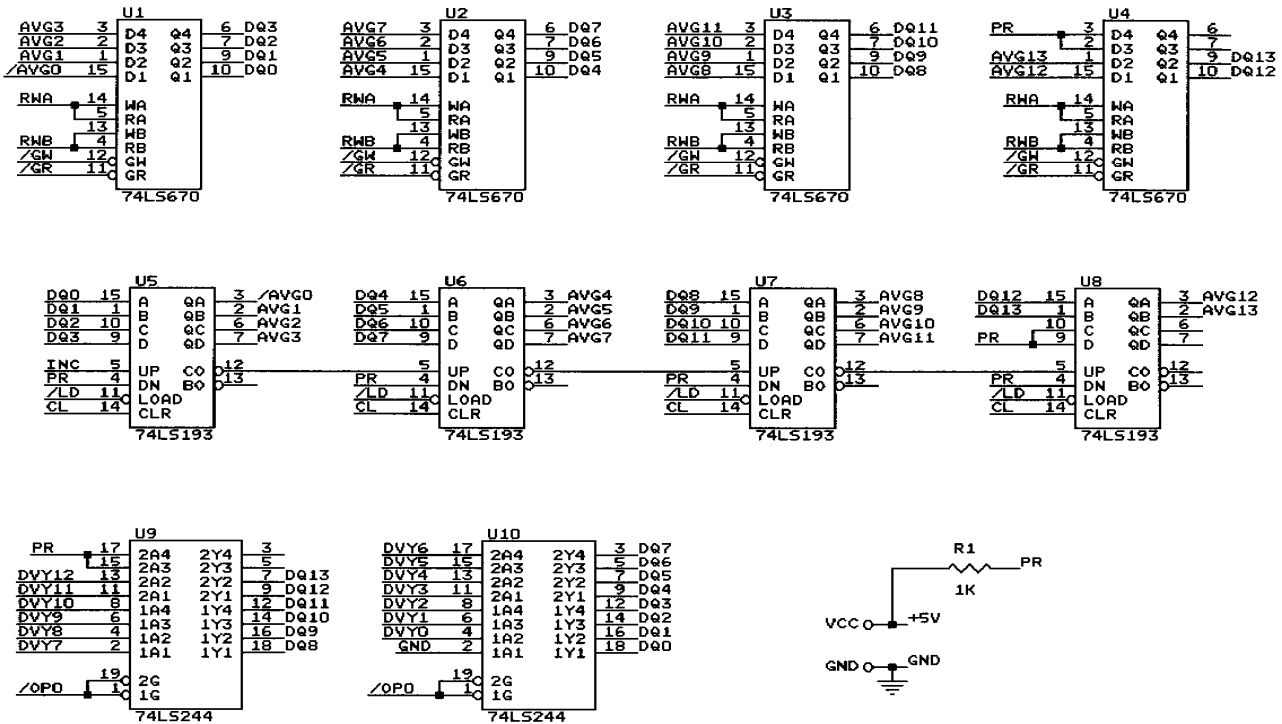 U1 U2 U3 U4
AVG3 3 D4 Q4 6 DQ3 AVG7 3 D4 Q4 6 DQ7 AVG11 3 D4 Q4 6 DQ11 PR 3 D4 Q4 6
AVG2 2 D3 Q3 7 DQ2 AVG6 2 D3 Q3 7 DQ6 AVG10 2 D3 Q3 7 DQ10 2 D3 Q3 7
AVG1 1 D2 Q2 9 DQ1 AVG5 1 D2 Q2 9 DQ5 AVG9 1 D2 Q2 9 DQ9 AVG13 1 D2 Q2 9 DQ13
/AVG0 15 D1 Q1 10 DQ0 AVG4 15 D1 Q1 10 DQ4 AVG8 15 D1 Q1 10 DQ8 AVG12 15 D1 Q1 10 DQ12
RWA 14 WA RWA 14 WA RWA 14 WA RWA 14 WA
5 RA 5 RA 5 RA 5 RA
13 WB 13 WB 13 WB 13 WB
RWB 4 RB RWB 4 RB RWB 4 RB RWB 4 RB
/GW 12 GW /GW 12 GW /GW 12 GW /GW 12 GW
/GR 11 GR /GR 11 GR /GR 11 GR /GR 11 GR
74LS670 74LS670 74LS670 74LS670
U5 U6 U7 U8
DQ0 15 A QA 3 /AVG0 DQ4 15 A QA 3 AVG4 DQ8 15 A QA 3 AVG8 DQ12 15 A QA 3 AVG12
DQ1 1 B QB 2 AVG1 DQ5 1 B QB 2 AVG5 DQ9 1 B QB 2 AVG9 DQ13 1 B QB 2 AVG13
DQ2 10 C QC 6 AVG2 DQ6 10 C QC 6 AVG6 DQ10 10 C QC 6 AVG10 10 C QC 6
DQ3 9 D QD 7 AVG3 DQ7 9 D QD 7 AVG7 DQ11 9 D QD 7 AVG11 PR 9 D QD 7
INC 5 UP CO 12 5 UP CO 12 5 UP CO 12 5 UP CO 12
PR 4 DN BO 13 PR 4 DN BO 13 PR 4 DN BO 13 PR 4 DN BO 13
/LD 11 LOAD /LD 11 LOAD /LD 11 LOAD /LD 11 LOAD
CL 14 CLR CL 14 CLR CL 14 CLR CL 14 CLR
74LS193 74LS193 74LS193 74LS193
U9 U10
PR 17 2A4 2Y4 3 DVY6 17 2A4 2Y4 3 DQ7
15 2A3 2Y3 5 DVY5 15 2A3 2Y3 5 DQ6
DVY12 13 2A2 2Y2 7 DQ13 DVY4 13 2A2 2Y2 7 DQ5
DVY11 11 2A1 2Y1 9 DQ12 DVY3 11 2A1 2Y1 9 DQ4
DVY10 8 1A4 1Y4 12 DQ11 DVY2 8 1A4 1Y4 12 DQ3
DVY9 6 1A3 1Y3 14 DQ10 DVY1 6 1A3 1Y3 14 DQ2
DVY8 4 1A2 1Y2 16 DQ9 DVY0 4 1A2 1Y2 16 DQ1
DVY7 2 1A1 1Y1 18 DQ8 GND 2 1A1 1Y1 18 DQ0
19 2G 19 2G
/OPO 1 1G /OPO 1 1G
74LS244 74LS244
R1
PR
1K
VCC +5V
GND GND